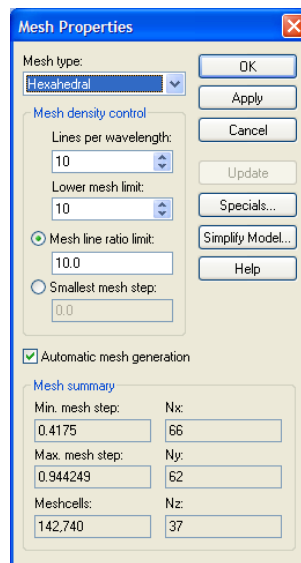 Mesh Properties
Mesh type:
Hexahedral
OK
Apply
Mesh density control
Lines per wavelength:
10
Cancel
Lower mesh limit:
10
Update
Specials...
Mesh line ratio limit:
10.0
Simplify Model...
Smallest mesh step:
0.0
Help
Automatic mesh generation
Mesh summary
Min. mesh step: Nx:
0.4175 66
Max. mesh step: Ny:
0.944249 62
Meshcells: Nz:
142,740 37